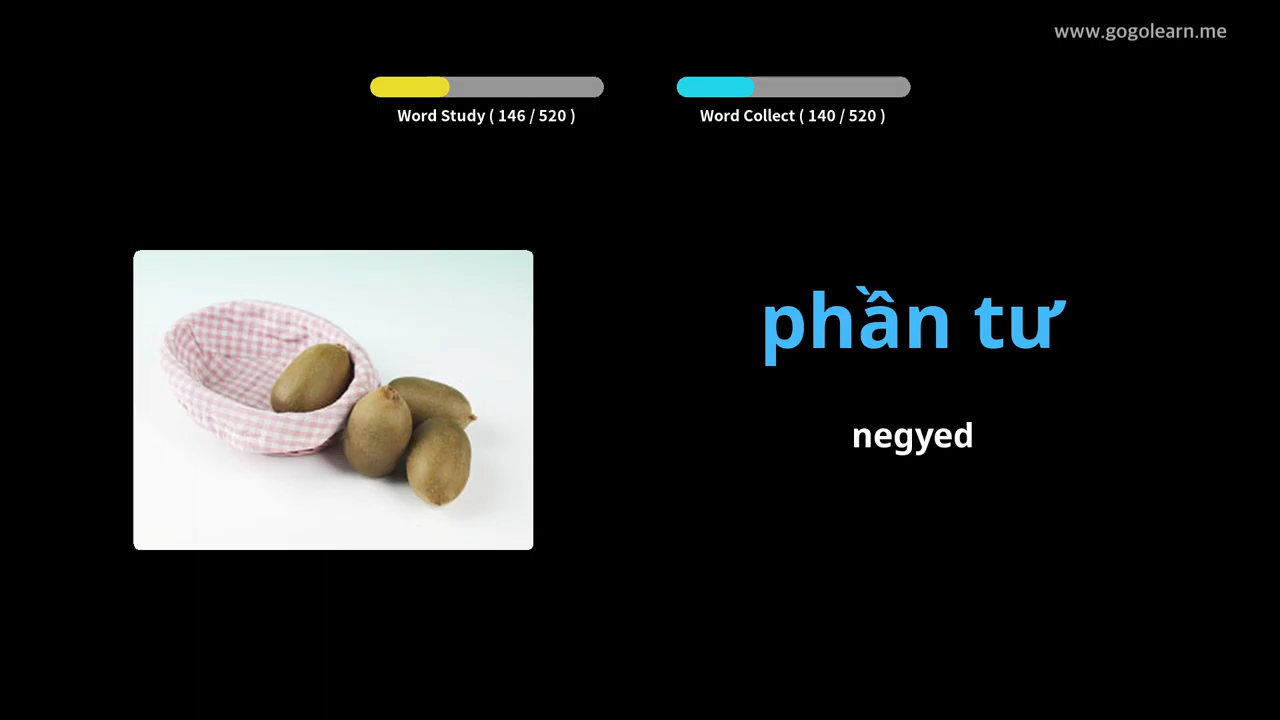 www.gogolearn.me
Word Study ( 146 / 520 )
Word Collect ( 140 / 520 )
phần tư
negyed